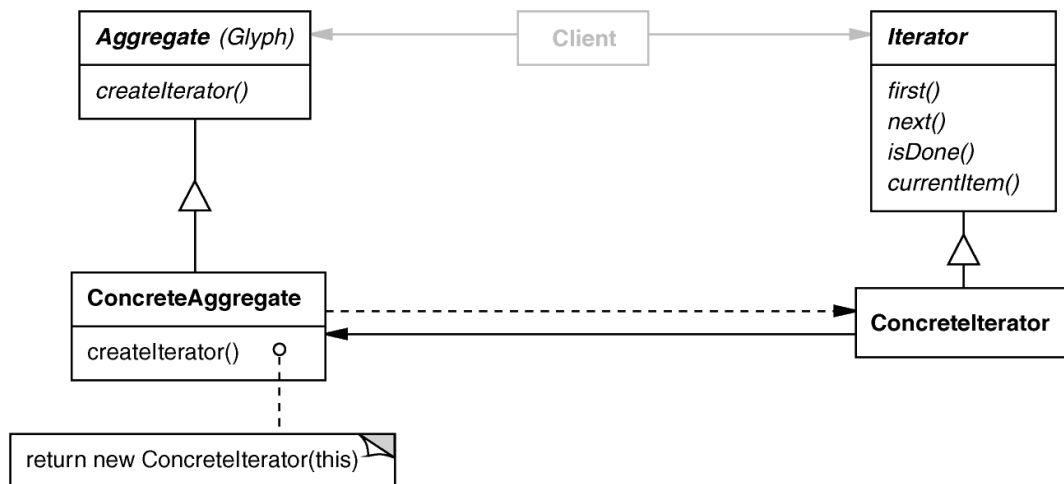 Aggregate (Glyph)
createIterator()
Client
Iterator
first()
next()
isDone()
currentItem()
ConcreteAggregate
createIterator()
ConcreteIterator
return new ConcreteIterator(this)